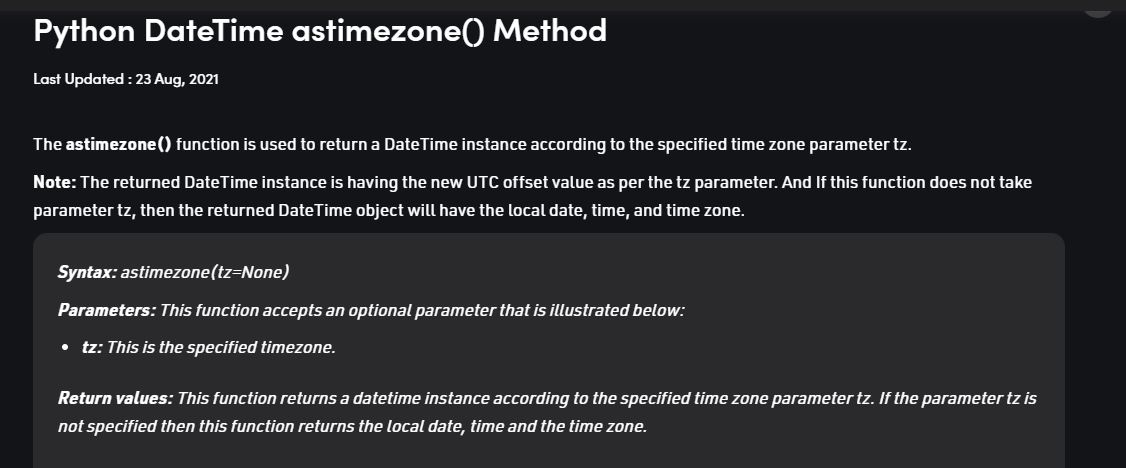 Python DateTime astimezone() Method
Last Updated : 23 Aug, 2021
The astimezone() function is used to return a DateTime instance according to the specified time zone parameter tz.
Note: The returned DateTime instance is having the new UTC offset value as per the tz parameter. And If this function does not take
parameter tz, then the returned DateTime object will have the local date, time, and time zone.
Syntax: astimezone(tz=None)
Parameters: This function accepts an optional parameter that is illustrated below:
• tz: This is the specified timezone.
Return values: This function returns a datetime instance according to the specified time zone parameter tz. If the parameter tz is
not specified then this function returns the local date, time and the time zone.